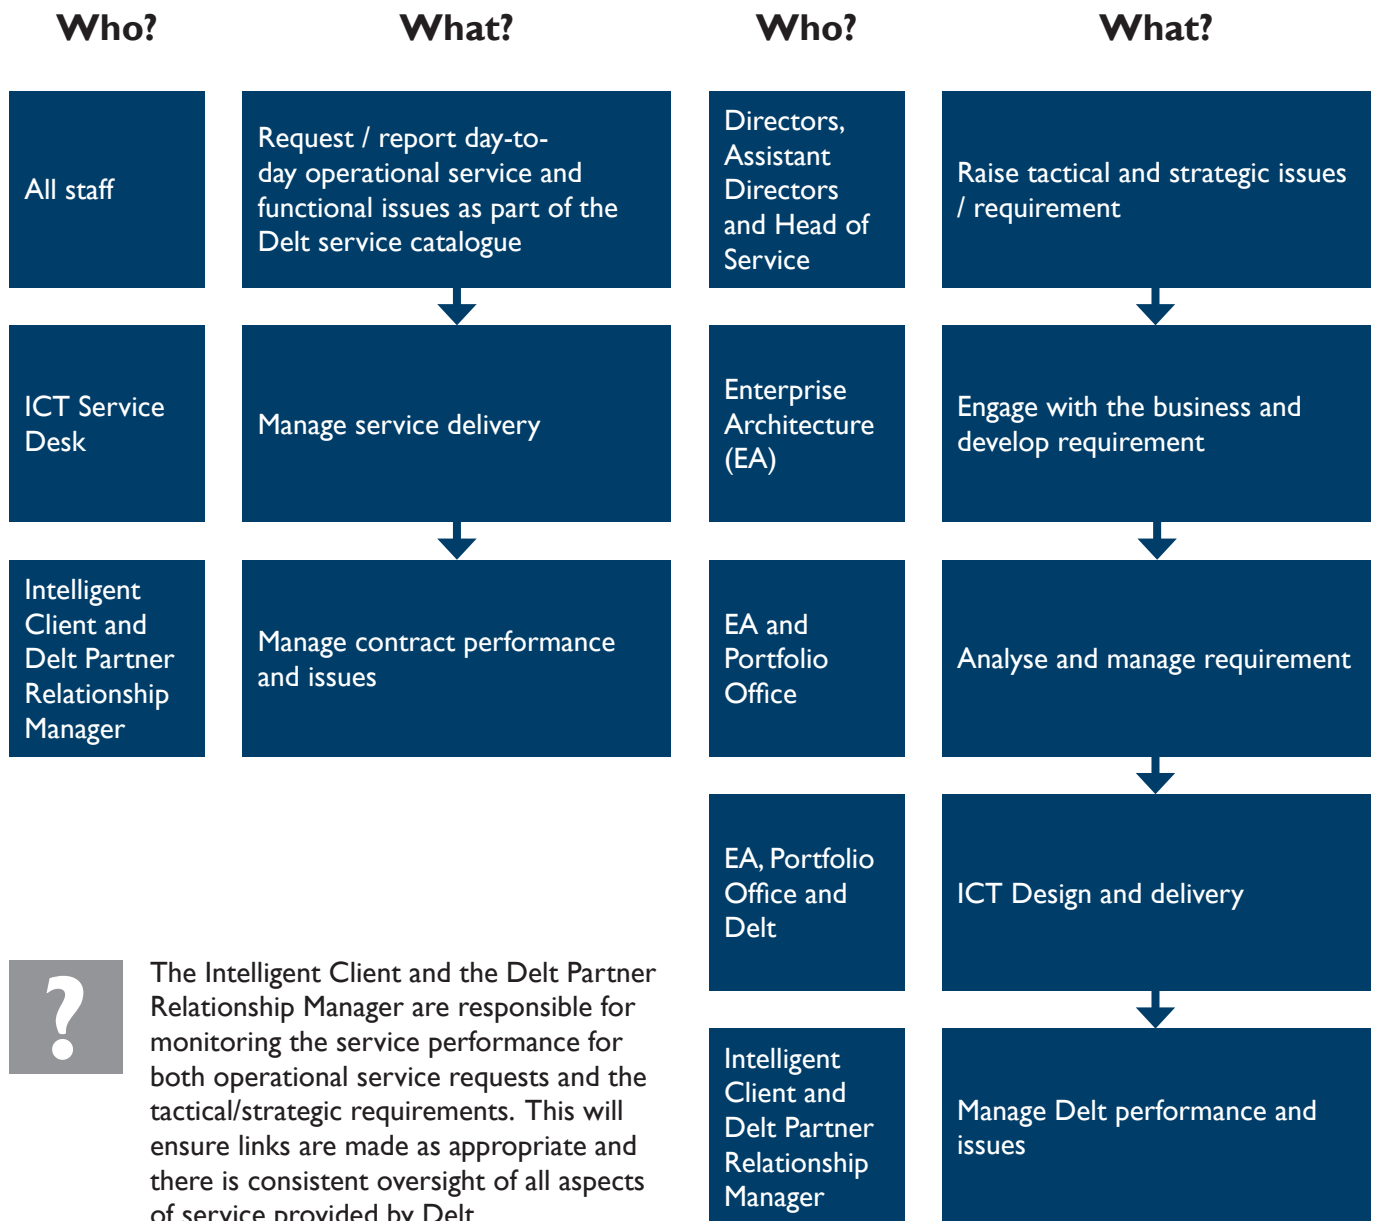 Who?
What?
All staff
Request / report day-to-
day operational service and
functional issues as part of the
Delt service catalogue
ICT Service
Desk
Manage service delivery
Intelligent
Client and
Delt Partner
Relationship
Manager
Manage contract performance
and issues
?
The Intelligent Client and the Delt Partner
Relationship Manager are responsible for
monitoring the service performance for
both operational service requests and the
tactical/strategic requirements. This will
ensure links are made as appropriate and
there is consistent oversight of all aspects
of service provided by Delt
Who?
What?
Directors,
Assistant
Directors
and Head of
Service
Raise tactical and strategic issues
/ requirement
Enterprise
Architecture
(EA)
Engage with the business and
develop requirement
EA and
Portfolio
Office
Analyse and manage requirement
EA, Portfolio
Office and
Delt
ICT Design and delivery
Intelligent
Client and
Delt Partner
Relationship
Manager
Manage Delt performance and
issues